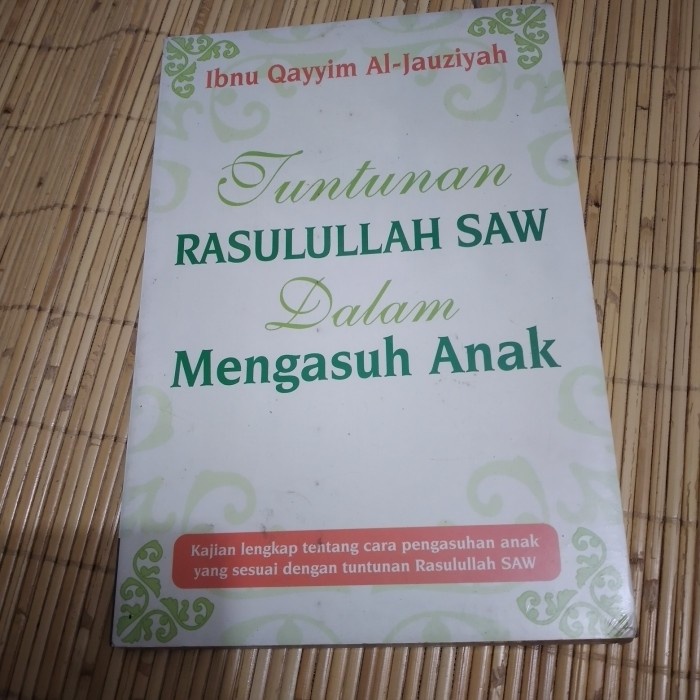 Ibnu Qayyim Al-Jauziyah
Tuntunan
RASULULLAH SAW
Dalam
Mengasuh Anak
Kajian lengkap tentang cara pengasuhan anak
yang sesuai dengan tuntunan Rasulullah SAW